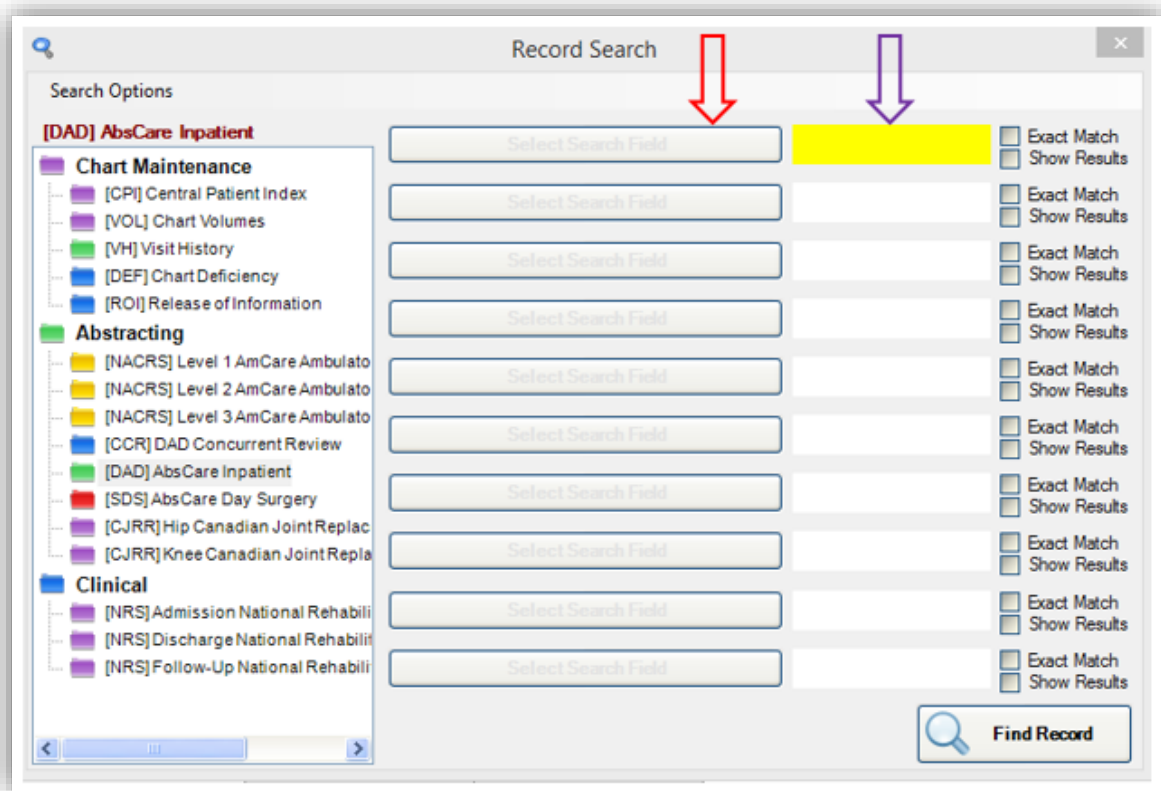 Record Search
Search Options
[DAD] AbsCare Inpatient
Chart Maintenance
[CPI] Central Patient Index
[VOL] Chart Volumes
[VH] Visit History
[DEF] Chart Deficiency
[ROI] Release of Information
Abstracting
[NACRS] Level 1 AmCare Ambulato
[NACRS] Level 2 AmCare Ambulato
[NACRS] Level 3 AmCare Ambulato
[CCR] DAD Concurrent Review
[DAD] AbsCare Inpatient
[SDS] AbsCare Day Surgery
[CJRR] Hip Canadian Joint Replac
[CJRR] Knee Canadian Joint Repla
Clinical
[NRS] Admission National Rehabili
[NRS] Discharge National Rehabilit
[NRS] Follow-Up National Rehabili
Select Search Field
Exact Match
Show Results
Select Search Field
Exact Match
Show Results
Select Search Field
Exact Match
Show Results
Select Search Field
Exact Match
Show Results
Select Search Field
Exact Match
Show Results
Select Search Field
Exact Match
Show Results
Select Search Field
Exact Match
Show Results
Select Search Field
Exact Match
Show Results
Select Search Field
Exact Match
Show Results
Select Search Field
Exact Match
Show Results
Find Record